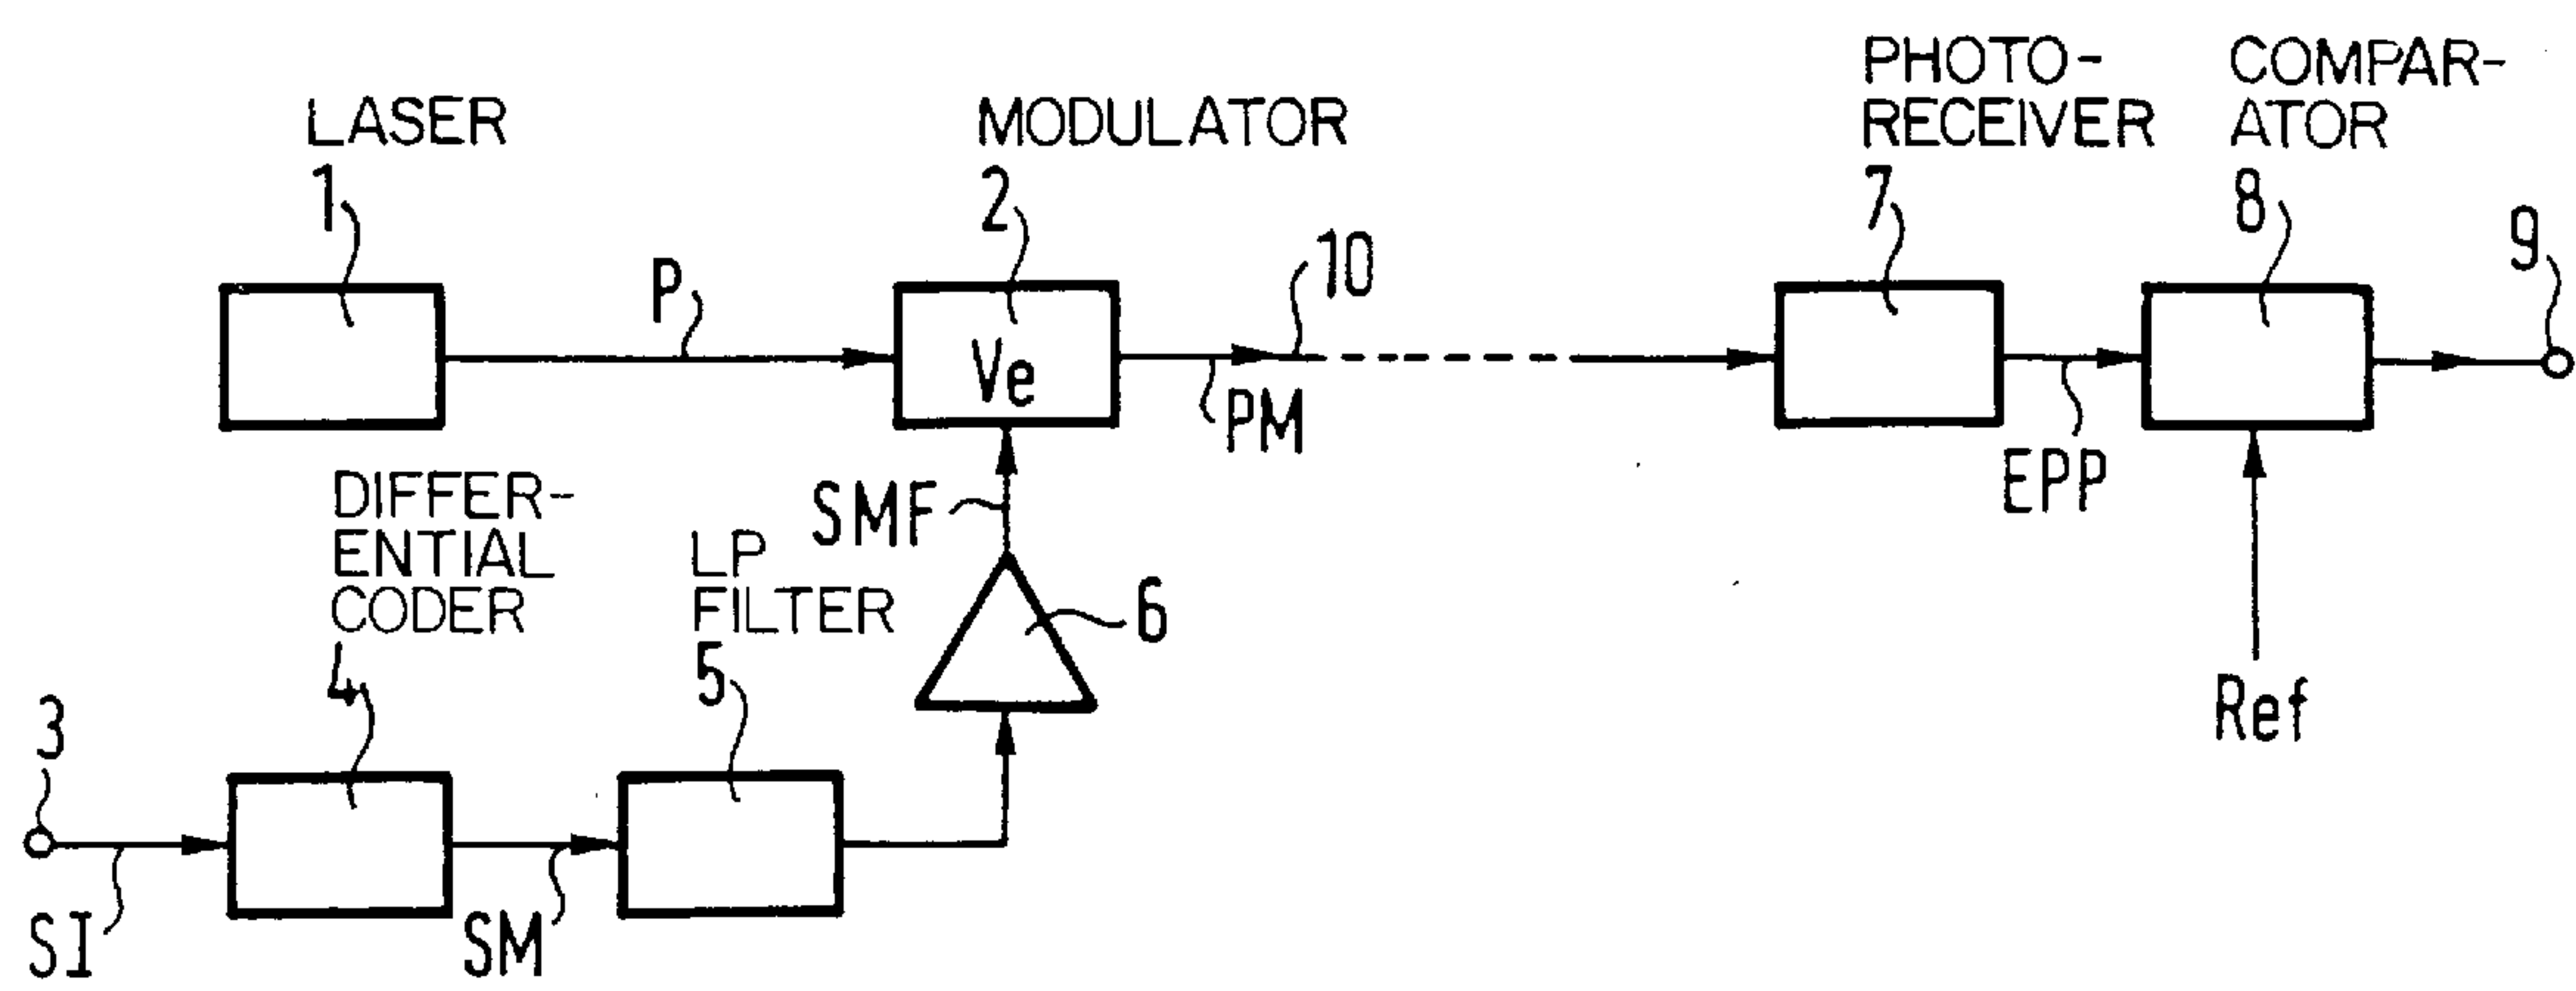 PHOTO-
RECEIVER
7
COMPAR-
ATOR
8
LASER
1
MODULATOR
2
9
P
10
Ve
PM
EPP
SMF
DIFFER-
ENTIAL
CODER
4
LP
FILTER
5
6
Ref
3
SI
SM